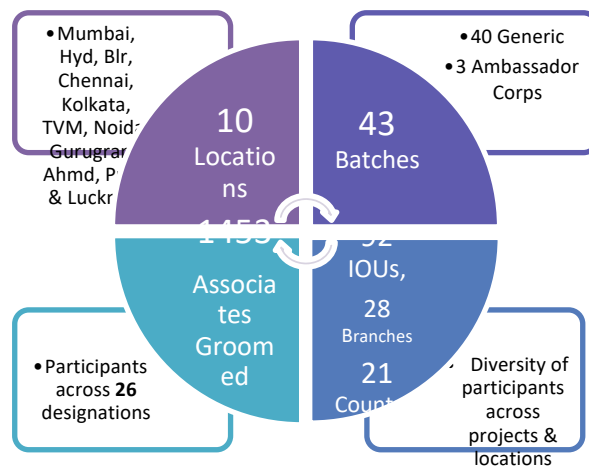 •Mumbai,
Hyd, Blr,
Chennai,
Kolkata,
TVM, Noida
Ahmd,
&
10
Locatio
ns
43
Batches
•40 Generic
•3 Ambassador
Corps
Associa
tes
Groom
ed
•Participants
across 26
designations
IOUs,
28
Branches
21
Diversity of
participants
across
projects &
locations